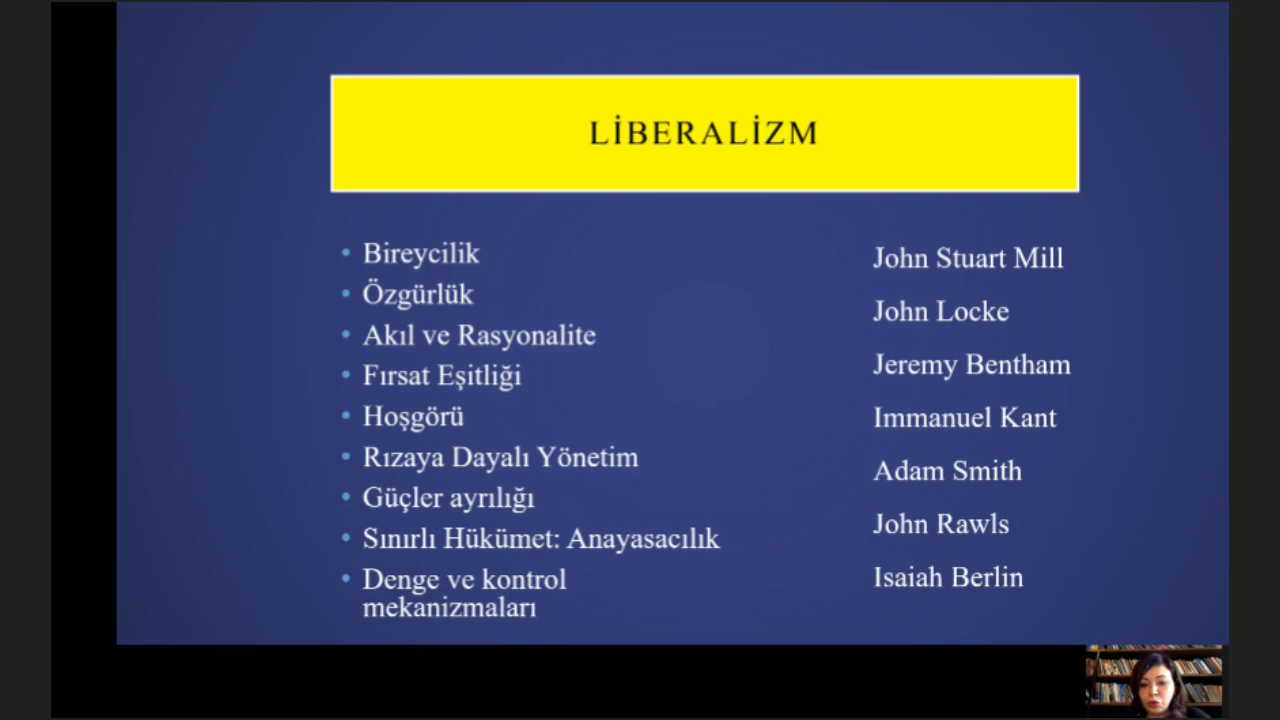 LİBERALİZM
• Bireycilik
• Özgürlük
• Akıl ve Rasyonalite
• Fırsat Eşitliği
• Hoşgörü
• Rızaya Dayalı Yönetim
• Güçler ayrılığı
• Sınırlı Hükümet: Anayasacılık
• Denge ve kontrol
mekanizmaları
John Stuart Mill
John Locke
Jeremy Bentham
Immanuel Kant
Adam Smith
John Rawls
Isaiah Berlin